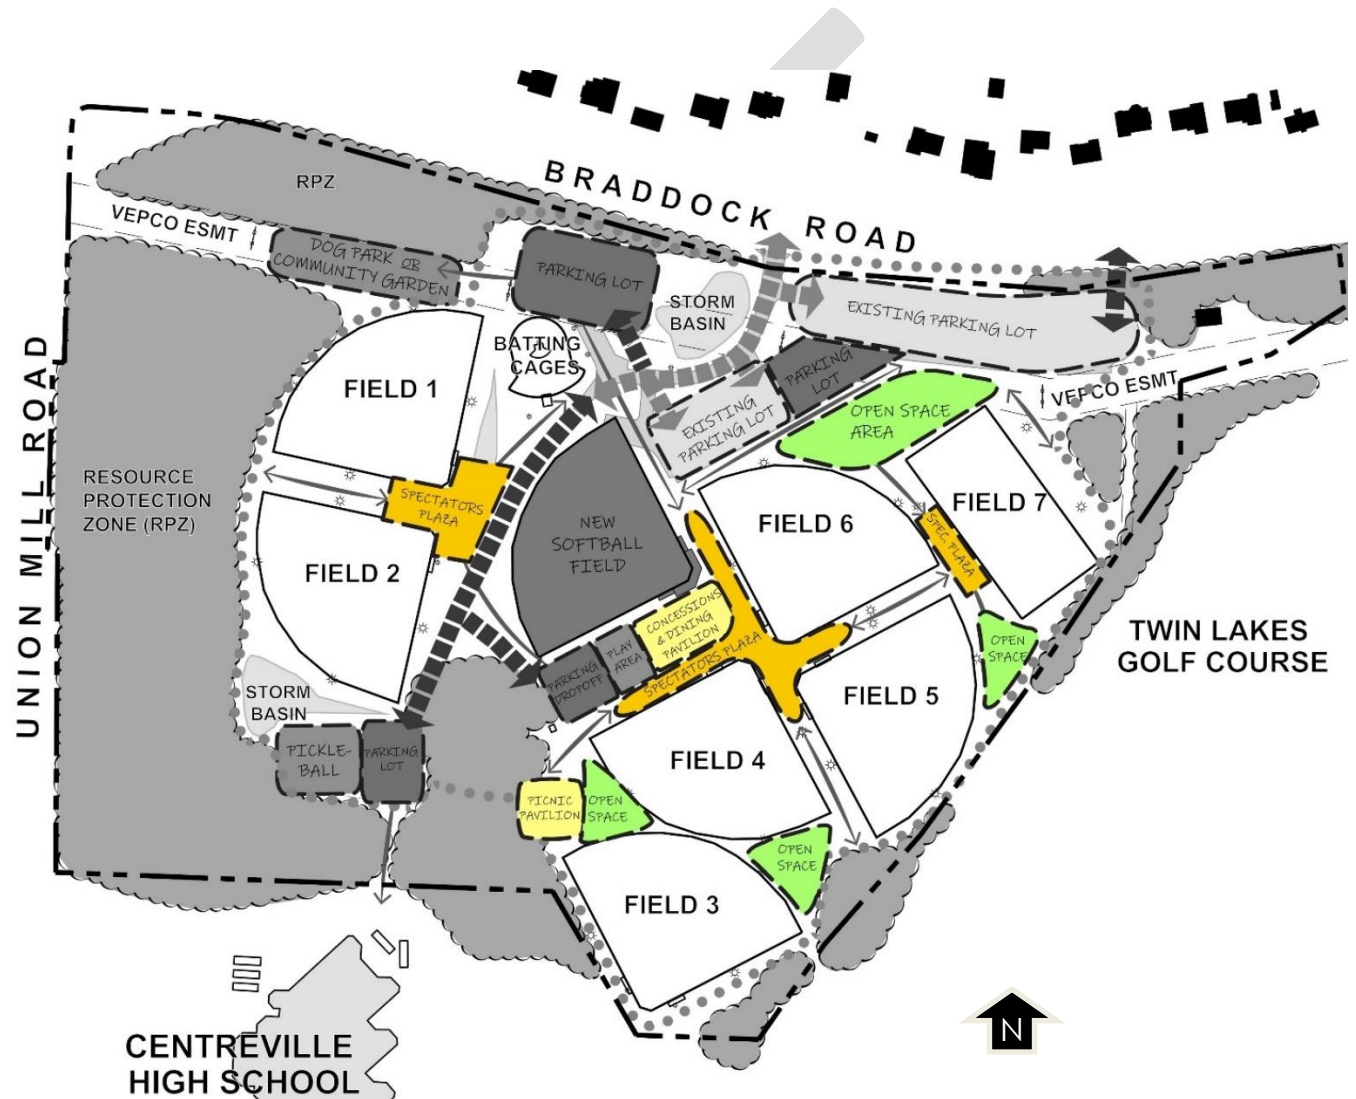 BRADDOCK ROAD
RPZ
VEPCO ESMT
DOG PARK OR
COMMUNITY GARDEN
PARKING LOT
STORM
BASIN
EXISTING PARKING LOT
BATTING
CAGES
PARKING
LOT
VEPCO ESMT
FIELD 1
EXISTING
PARKING LOT
OPEN SPACE
AREA
UNION MILL ROAD
RESOURCE
PROTECTION
ZONE (RPZ)
SPECTATORS
PLAZA
NEW
SOFTBALL
FIELD
FIELD 6
FIELD 7
SPEC. PLAZA
FIELD 2
CONCESSIONS
& DINING
PAVILION
PLAY
AREA
PARKING
DROPOFF
SPECTATORS PLAZA
OPEN
SPACE
TWIN LAKES
GOLF COURSE
STORM
BASIN
FIELD 5
PICKLE-
BALL
PARKING
LOT
FIELD 4
PICNIC
PAVILION
OPEN
SPACE
OPEN
SPACE
FIELD 3
N
CENTREVILLE
HIGH SCHOOL